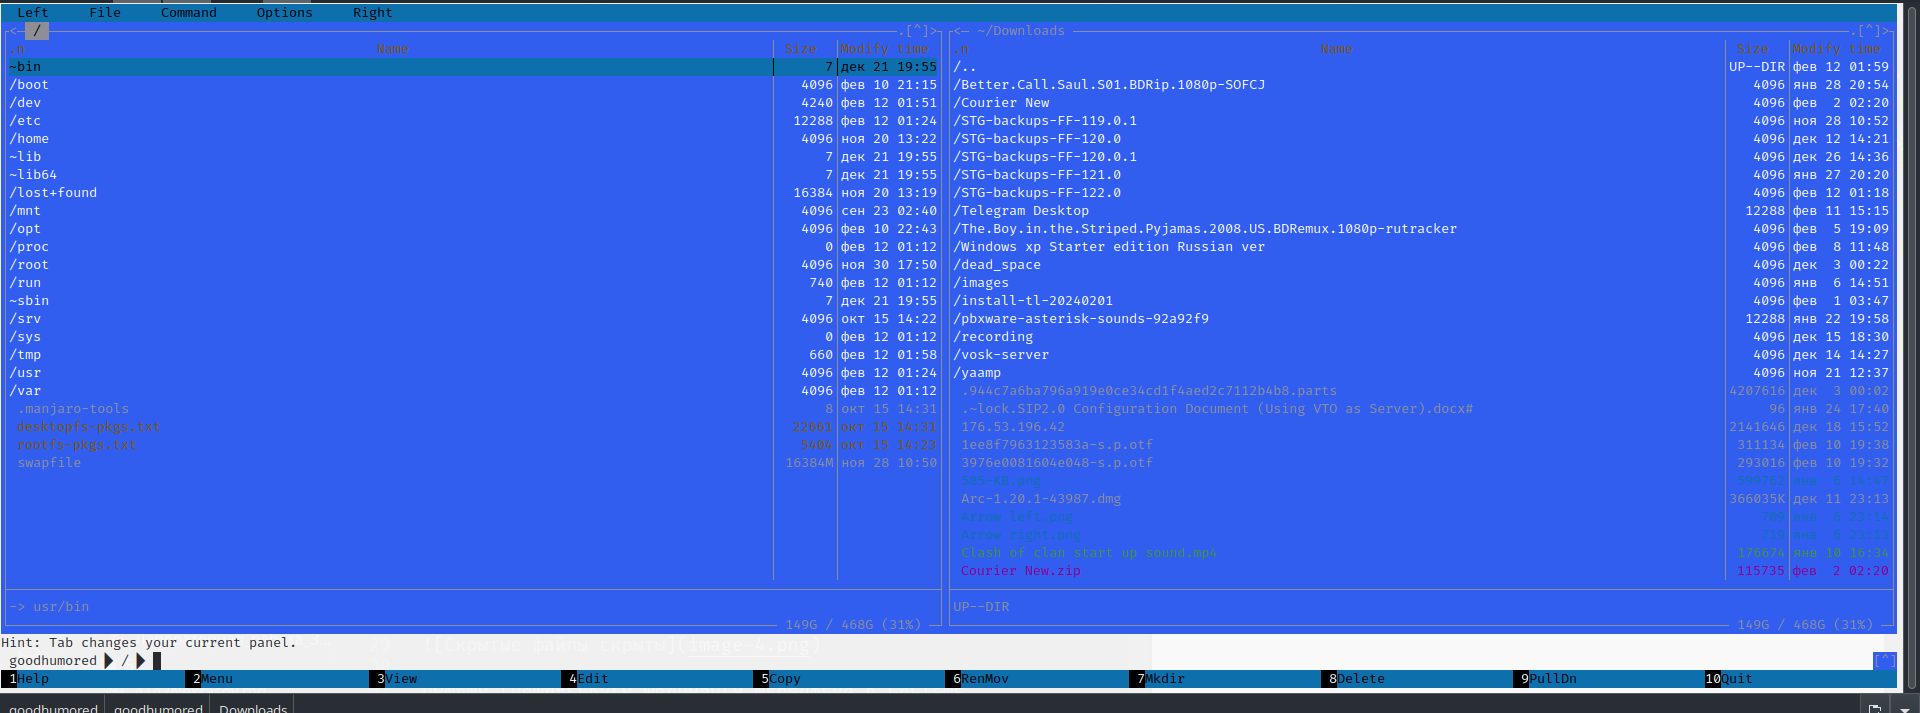 Left File Command Options Right
<─ / .[^]>
.n Name Size Modify time
~bin 7 дек 21 19:55
/boot 4096 фев 10 21:15
/dev 4240 фев 12 01:51
/etc 12288 фев 12 01:24
/home 4096 ноя 20 13:22
~lib 7 дек 21 19:55
~lib64 7 дек 21 19:55
/lost+found 16384 ноя 20 13:19
/mnt 4096 сен 23 02:40
/opt 4096 фев 10 22:43
/proc 0 фев 12 01:12
/root 4096 ноя 30 17:50
/run 740 фев 12 01:12
~sbin 7 дек 21 19:55
/srv 4096 окт 15 14:22
/sys 0 фев 12 01:12
/tmp 660 фев 12 01:58
/usr 4096 фев 12 01:24
/var 4096 фев 12 01:12
.manjaro-tools 8 окт 15 14:31
desktopfs-pkgs.txt 22661 окт 15 14:31
rootfs-pkgs.txt 5404 окт 15 14:23
swapfile 16384M ноя 28 10:50
-> usr/bin
149G / 468G (31%)
<─ ~/Downloads .[^]>
.n Name Size Modify time
/.. UP--DIR фев 12 01:59
/Better.Call.Saul.S01.BDRip.1080p-SOFCJ 4096 янв 28 20:54
/Courier New 4096 фев 2 02:20
/STG-backups-FF-119.0.1 4096 ноя 28 10:52
/STG-backups-FF-120.0 4096 дек 12 14:21
/STG-backups-FF-120.0.1 4096 дек 26 14:36
/STG-backups-FF-121.0 4096 янв 27 20:20
/STG-backups-FF-122.0 4096 фев 12 01:18
/Telegram Desktop 12288 фев 11 15:15
/The.Boy.in.the.Striped.Pyjamas.2008.US.BDRemux.1080p-rutracker 4096 фев 5 19:09
/Windows xp Starter edition Russian ver 4096 фев 8 11:48
/dead_space 4096 дек 3 00:22
/images 4096 янв 6 14:51
/install-tl-20240201 4096 фев 1 03:47
/pbxware-asterisk-sounds-92a92f9 12288 янв 22 19:58
/recording 4096 дек 15 18:30
/vosk-server 4096 дек 14 14:27
/yaamp 4096 ноя 21 12:37
.944c7a6ba796a919e0ce34cd1f4aed2c7112b4b8.parts 4207616 дек 3 00:02
.~lock.SIP2.0 Configuration Document (Using VTO as Server).docx# 96 янв 24 17:40
176.53.196.42 2141646 дек 18 15:52
1ee8f7963123583a-s.p.otf 311134 фев 10 19:38
3976e0081604e048-s.p.otf 293016 фев 10 19:32
янв 6
Arc-1.20.1-43987.dmg 366035K дек 11 23:13
Arrow left.png янв 6
Arrow right.png янв 6
Clash of clan start up sound.mp4 176674 янв 10 16:34
Courier New.zip 115735 фев 2 02:20
UP--DIR
149G / 468G (31%)
Hint: Tab changes your current panel.
![Скрытые файлы скрыты](image-4.png)
goodhumored / [^]
1Help 2Menu 3View 4Edit 5Copy 6RenMov 7Mkdir 8Delete 9PullDn 10Quit
goodhumored goodhumored Downloads